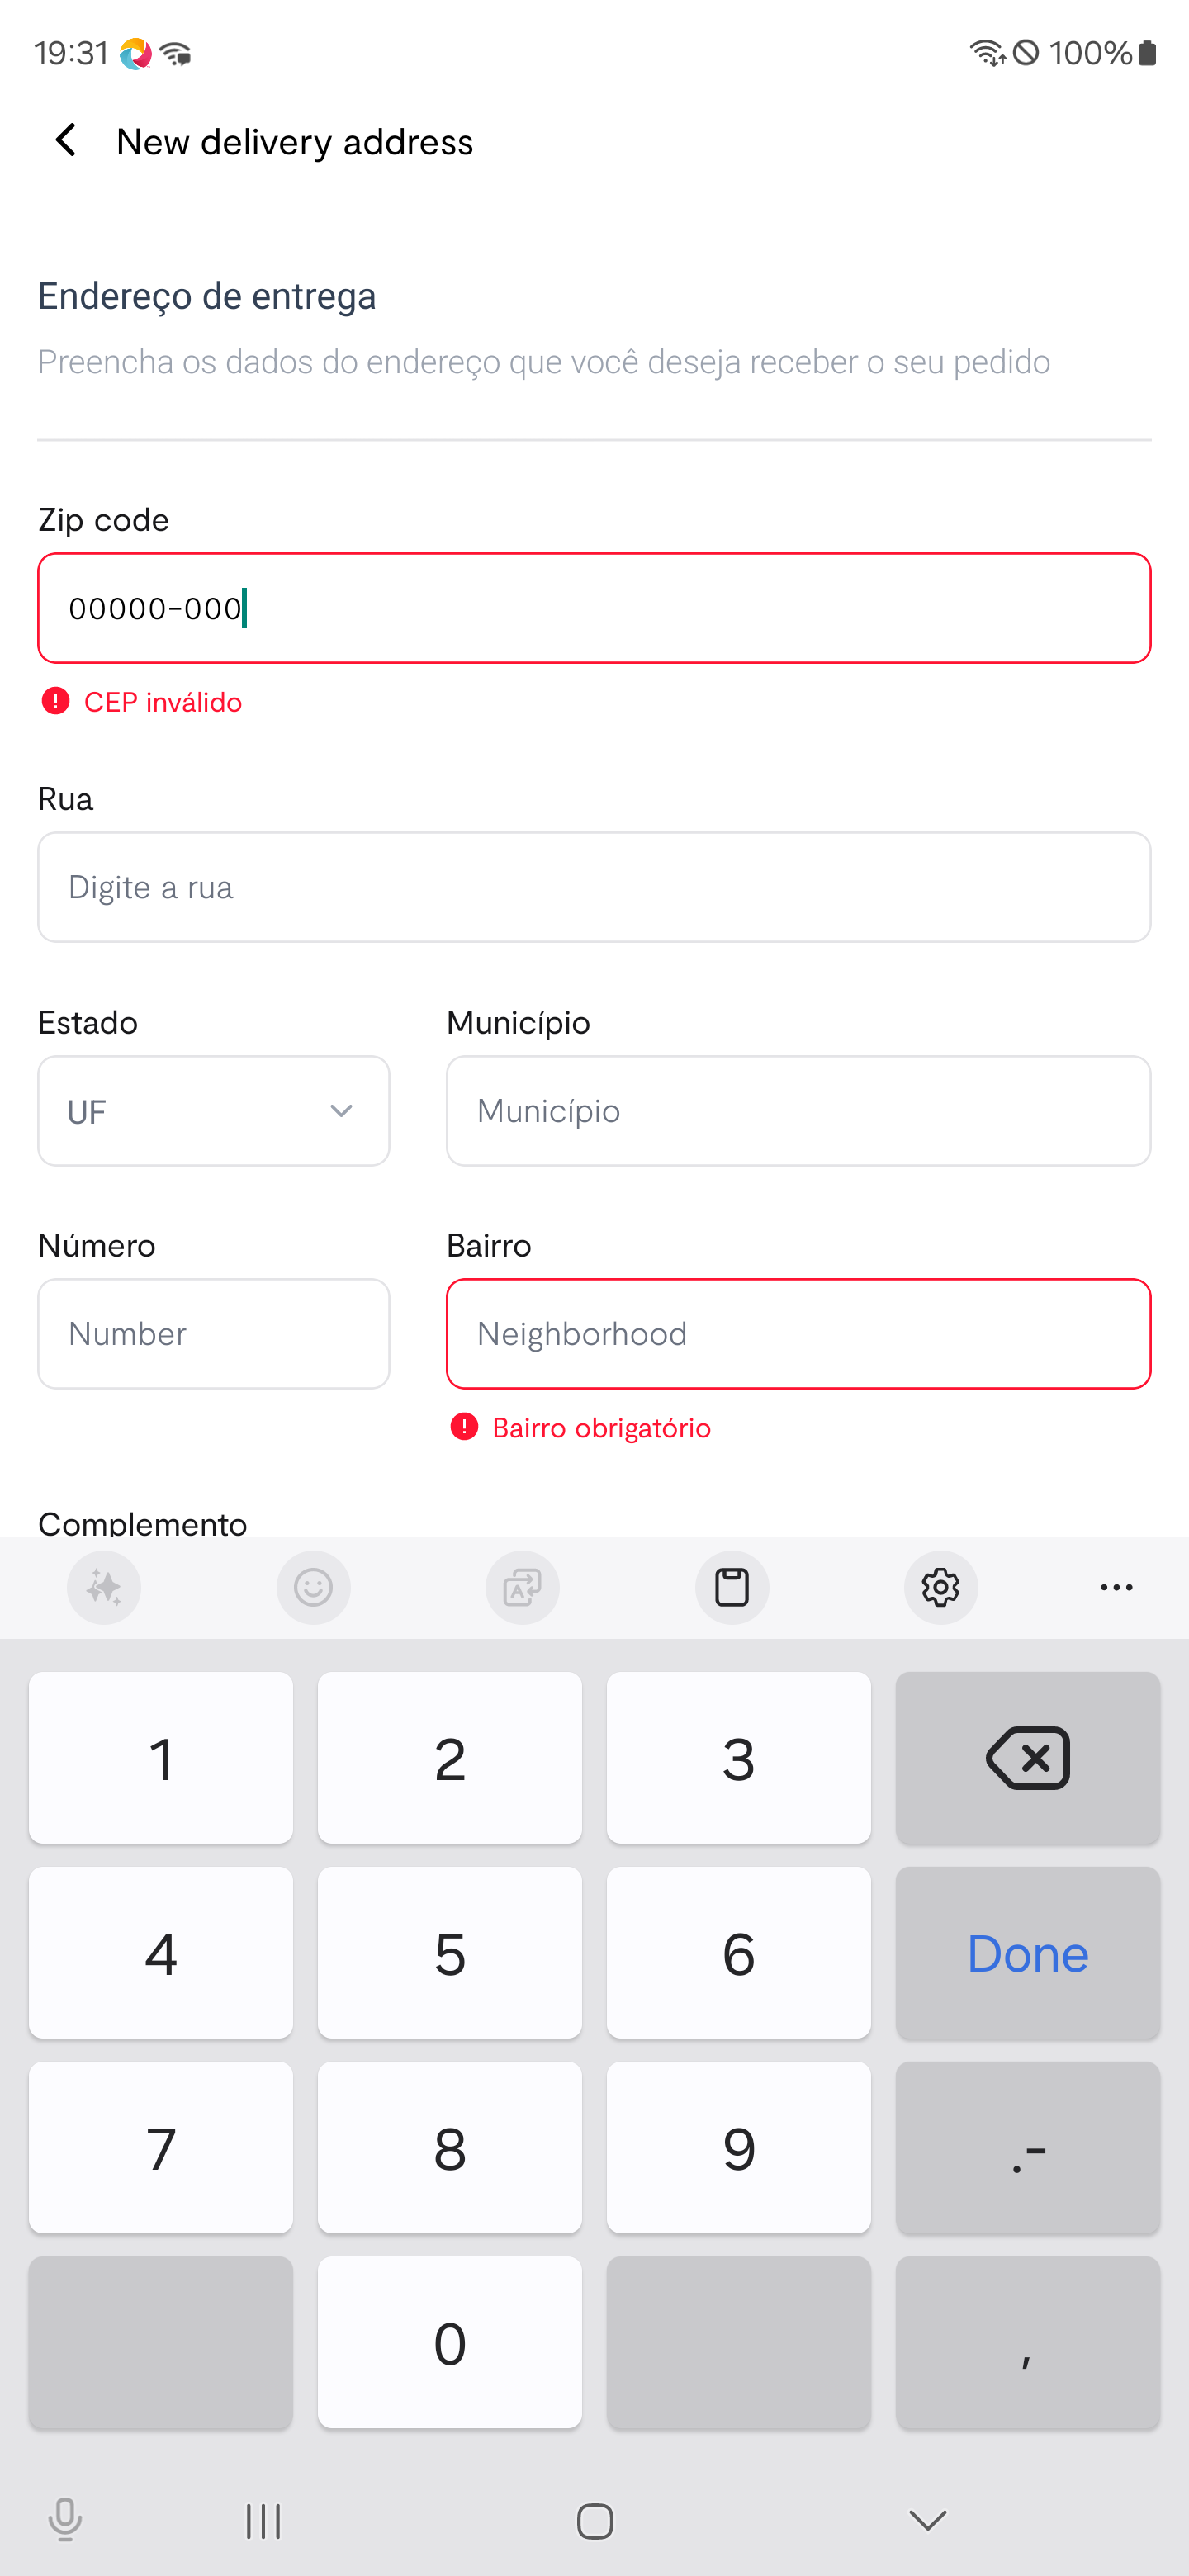 19:31 100%
New delivery address
Endereço de entrega
Preencha os dados do endereço que você deseja receber o seu pedido
Zip code
00000-000
CEP inválido
Rua
Digite a rua
Estado Município
UF Município
Número Bairro
Number Neighborhood
Bairro obrigatório
Complemento
1 2 3
4 5 6 Done
7 8 9 .-
0 ,